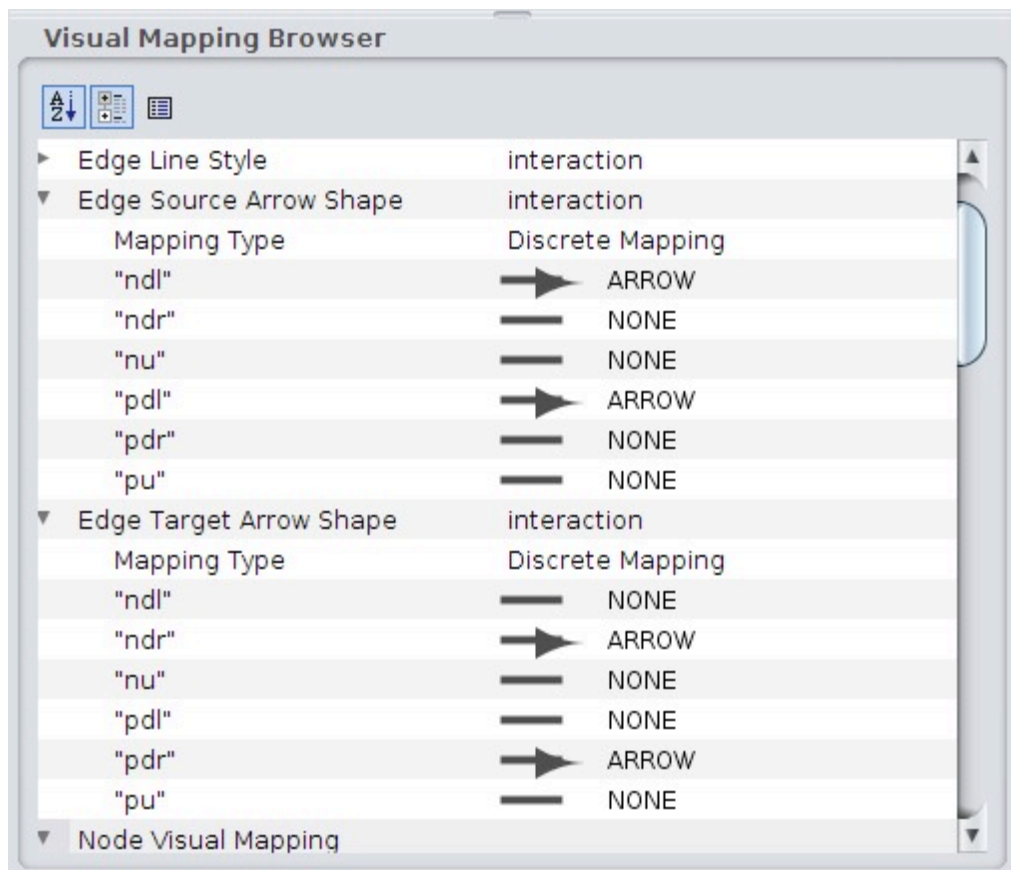 Visual Mapping Browser
A
Z
Edge Line Style interaction
Edge Source Arrow Shape interaction
Mapping Type Discrete Mapping
"ndl" ARROW
"ndr" NONE
"nu" NONE
"pdl" ARROW
"pdr" NONE
"pu" NONE
Edge Target Arrow Shape interaction
Mapping Type Discrete Mapping
"ndl" NONE
"ndr" ARROW
"nu" NONE
"pdl" NONE
"pdr" ARROW
"pu" NONE
Node Visual Mapping